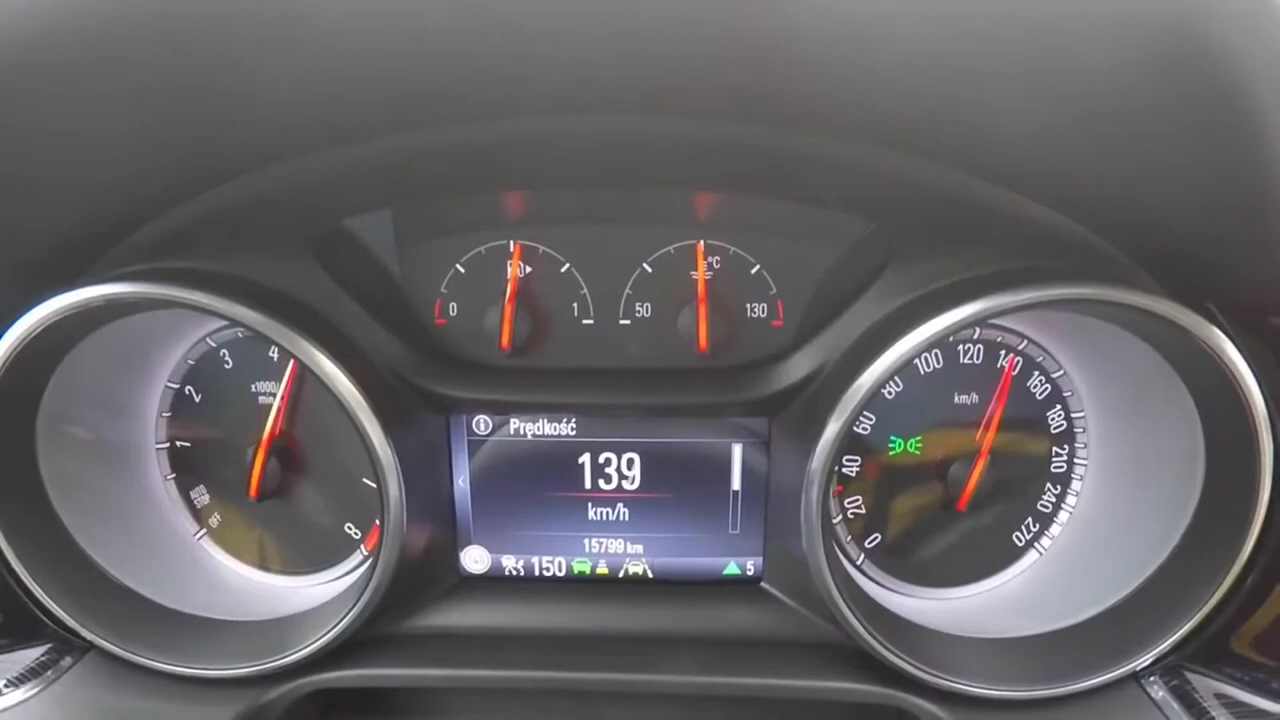 0 1
50 °C 130
1 2 3 4 8
x1000/
min
AUTO
STOP
OFF
Prędkość
139
km/h
15799 km
150 5
0 20 40 60 80 100 120 140 160 180 210 240 270
km/h